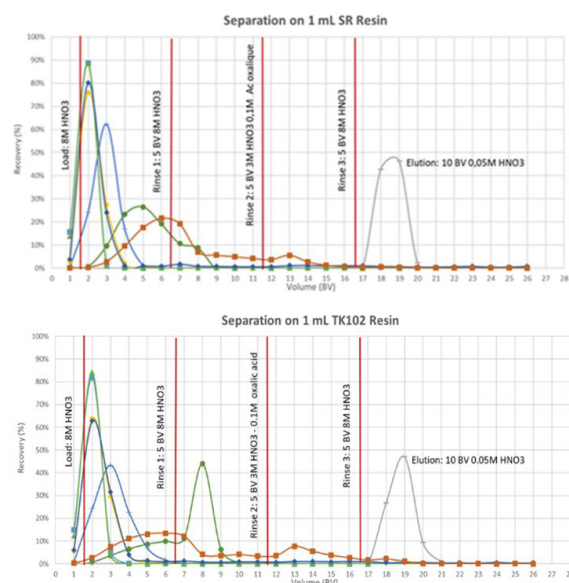 Separation on 1 mL SR Resin
Recovery (%)
100%
90%
80%
70%
60%
50%
40%
30%
20%
10%
0%
Load: 8M HNO3
Rinse 1: 5 BV 8M HNO3
Rinse 2: 5 BV 3M HNO3 0,1M Ac oxalique
Rinse 3: 5 BV 8M HNO3
Elution: 10 BV 0,05M HNO3
0 1 2 3 4 5 6 7 8 9 10 11 12 13 14 15 16 17 18 19 20 21 22 23 24 25 26 27 28
Volume (BV)
Separation on 1 mL TK102 Resin
Recovery (%)
100%
90%
80%
70%
60%
50%
40%
30%
20%
10%
0%
Load: 8M HNO3
Rinse 1: 5 BV 8M HNO3
Rinse 2: 5 BV 3M HNO3 - 0.1M oxalic acid
Rinse 3: 5 BV 8M HNO3
Elution: 10 BV 0.05M HNO3
0 1 2 3 4 5 6 7 8 9 10 11 12 13 14 15 16 17 18 19 20 21 22 23 24 25 26 27 28
Volume (BV)